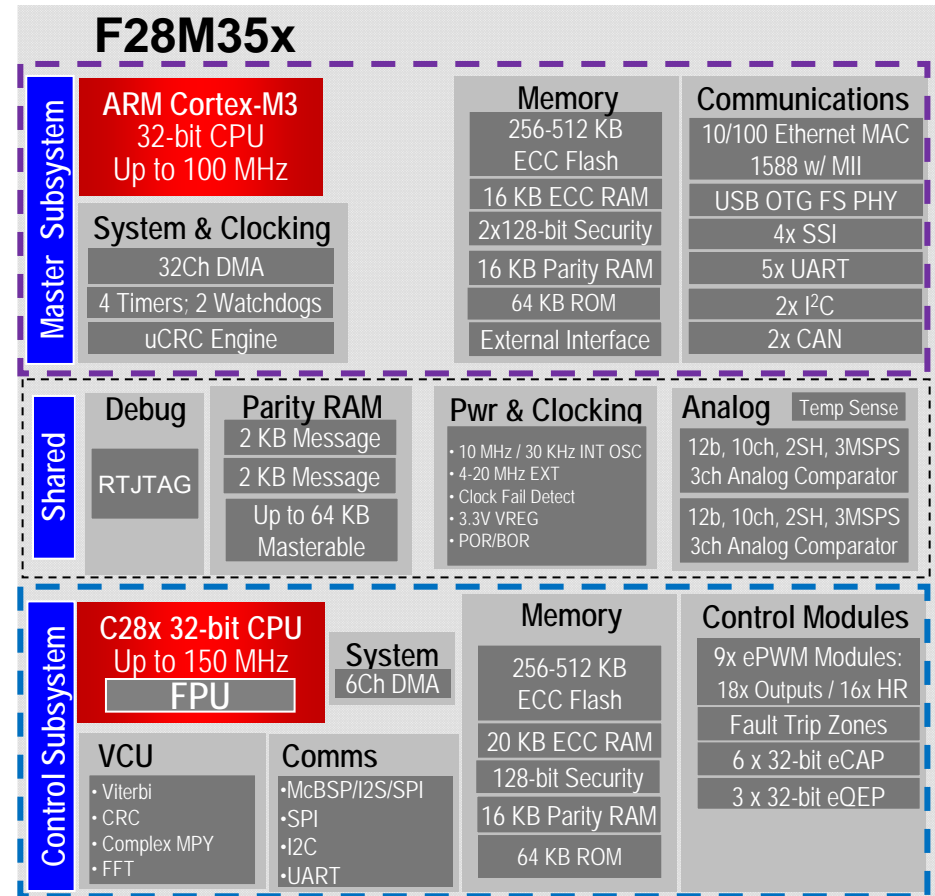 F28M35x
Master Subsystem
ARM Cortex-M3
32-bit CPU
Up to 100 MHz
System & Clocking
32Ch DMA
4 Timers; 2 Watchdogs
uCRC Engine
Memory
256-512 KB
ECC Flash
16 KB ECC RAM
2x128-bit Security
16 KB Parity RAM
64 KB ROM
External Interface
Communications
10/100 Ethernet MAC
1588 w/ MII
USB OTG FS PHY
4x SSI
5x UART
2x I²C
2x CAN
Shared
Debug
RTJTAG
Parity RAM
2 KB Message
2 KB Message
Up to 64 KB
Masterable
Pwr & Clocking
• 10 MHz / 30 KHz INT OSC
• 4-20 MHz EXT
• Clock Fail Detect
• 3.3V VREG
• POR/BOR
Analog
Temp Sense
12b, 10ch, 2SH, 3MSPS
3ch Analog Comparator
12b, 10ch, 2SH, 3MSPS
3ch Analog Comparator
Control Subsystem
C28x 32-bit CPU
Up to 150 MHz
FPU
System
6Ch DMA
VCU
• Viterbi
• CRC
• Complex MPY
• FFT
Comms
•McBSP/I2S/SPI
•SPI
•I2C
•UART
Memory
256-512 KB
ECC Flash
20 KB ECC RAM
128-bit Security
16 KB Parity RAM
64 KB ROM
Control Modules
9x ePWM Modules:
18x Outputs / 16x HR
Fault Trip Zones
6 x 32-bit eCAP
3 x 32-bit eQEP